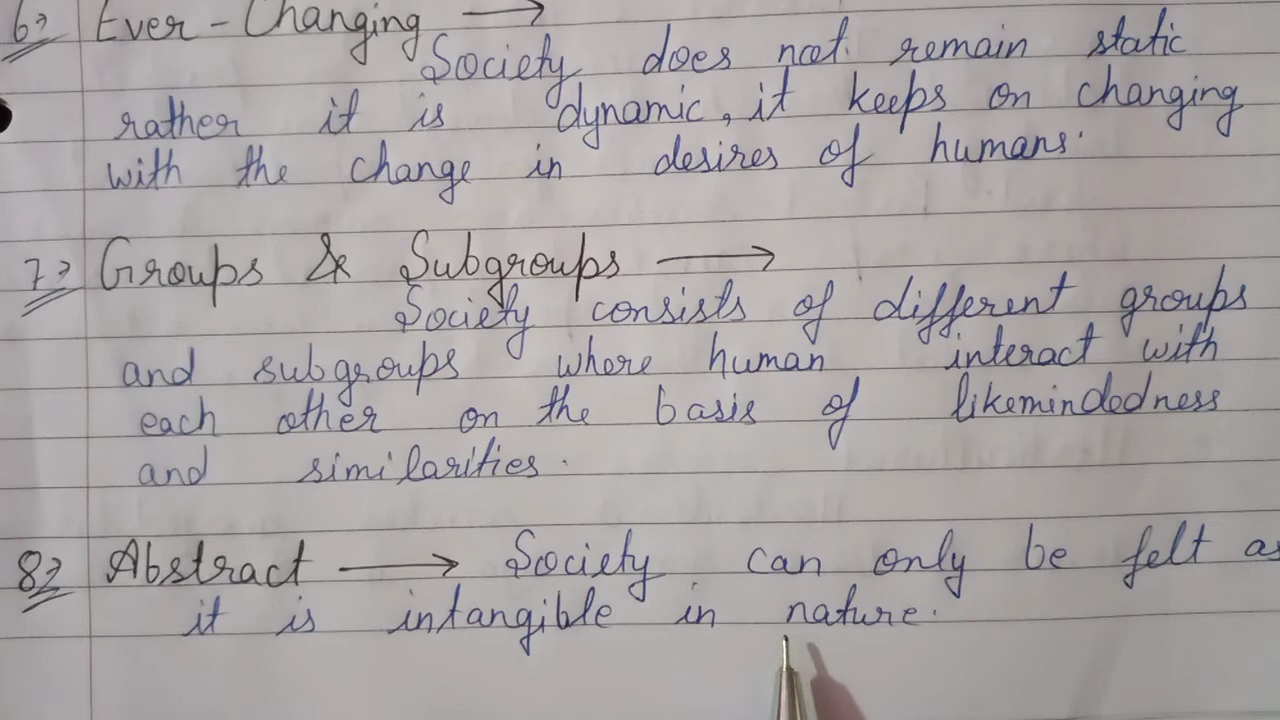 6) Ever-Changing →
Society does not remain static
rather it is dynamic, it keeps on changing
with the change in desires of humans.
7) Groups & Subgroups →
Society consists of different groups
and subgroups where human interact with
each other on the basis of likemindedness
and similarities.
8) Abstract → Society can only be felt as
it is intangible in nature.